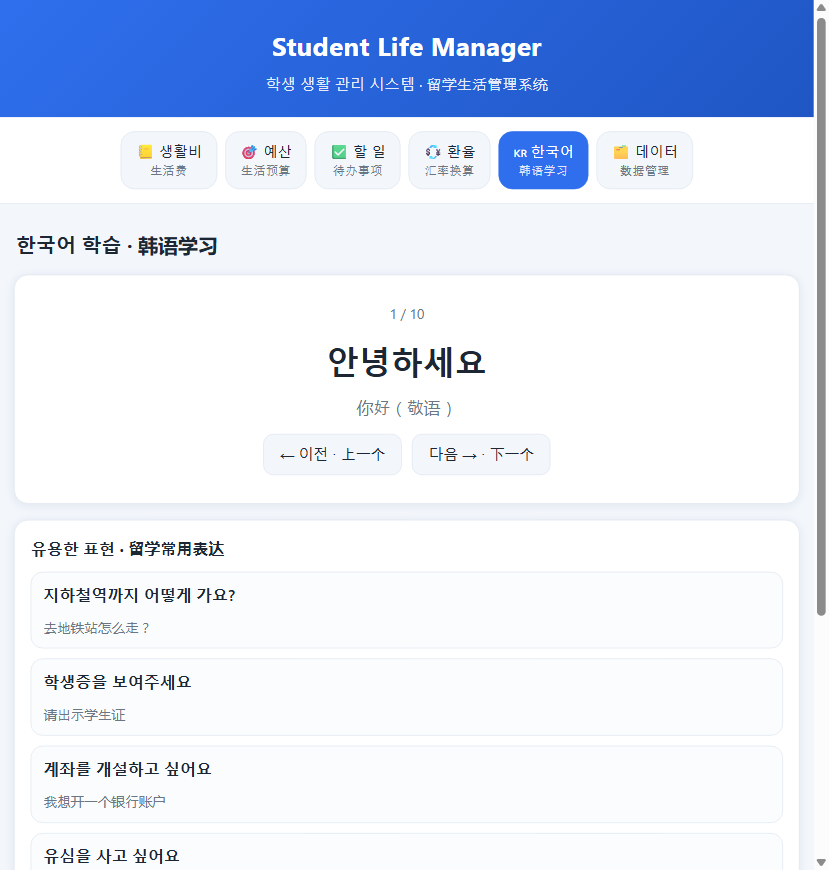 Student Life Manager
학생 생활 관리 시스템 · 留学生活管理系统
생활비
生活费
예산
生活预算
할 일
待办事项
환율
汇率换算
KR 한국어
韩语学习
데이터
数据管理
한국어 학습 · 韩语学习
1 / 10
안녕하세요
你好（敬语）
← 이전 · 上一个
다음 → · 下一个
유용한 표현 · 留学常用表达
지하철역까지 어떻게 가요?
去地铁站怎么走？
학생증을 보여주세요
请出示学生证
계좌를 개설하고 싶어요
我想开一个银行账户
유심을 사고 싶어요